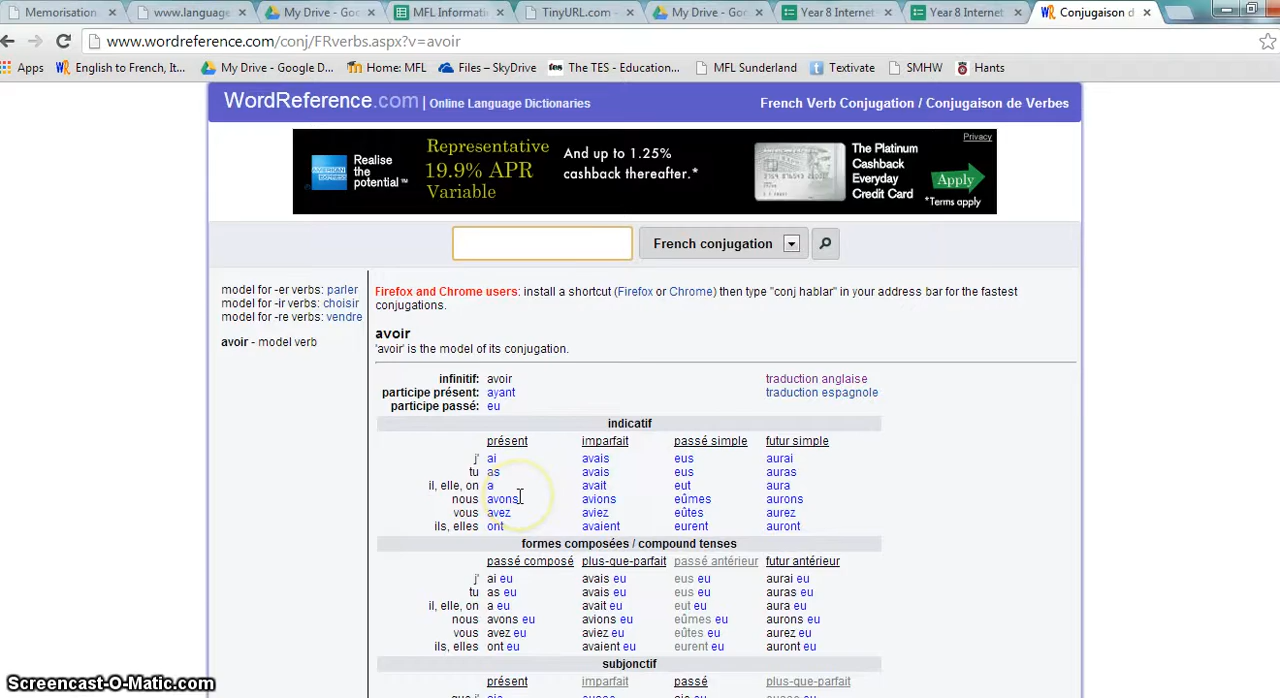 Memorisation × www.language × My Drive - Goo × MFL Informati × TinyURL.com - × My Drive - Goo × Year 8 Internet × Year 8 Internet × Conjugaison d ×
www.wordreference.com/conj/FRverbs.aspx?v=avoir
Apps English to French, It... My Drive - Google D... Home: MFL Files – SkyDrive The TES - Education... MFL Sunderland Textivate SMHW Hants
WordReference.com | Online Language Dictionaries French Verb Conjugation / Conjugaison de Verbes
Privacy
Realise the potential™
Representative 19.9% APR Variable
And up to 1.25% cashback thereafter.*
The Platinum Cashback Everyday Credit Card
Apply
*Terms apply
French conjugation
model for -er verbs: parler
model for -ir verbs: choisir
model for -re verbs: vendre
avoir - model verb
Firefox and Chrome users: install a shortcut (Firefox or Chrome) then type "conj hablar" in your address bar for the fastest
conjugations.
avoir
'avoir' is the model of its conjugation.
infinitif: avoir traduction anglaise
participe présent: ayant traduction espagnole
participe passé: eu
indicatif
présent imparfait passé simple futur simple
j' ai avais eus aurai
tu as avais eus auras
il, elle, on a avait eut aura
nous avons avions eûmes aurons
vous avez aviez eûtes aurez
ils, elles ont avaient eurent auront
formes composées / compound tenses
passé composé plus-que-parfait passé antérieur futur antérieur
j' ai eu avais eu eus eu aurai eu
tu as eu avais eu eus eu auras eu
il, elle, on a eu avait eu eut eu aura eu
nous avons eu avions eu eûmes eu aurons eu
vous avez eu aviez eu eûtes eu aurez eu
ils, elles ont eu avaient eu eurent eu auront eu
subjonctif
présent imparfait passé plus-que-parfait
Screencast-O-Matic.com